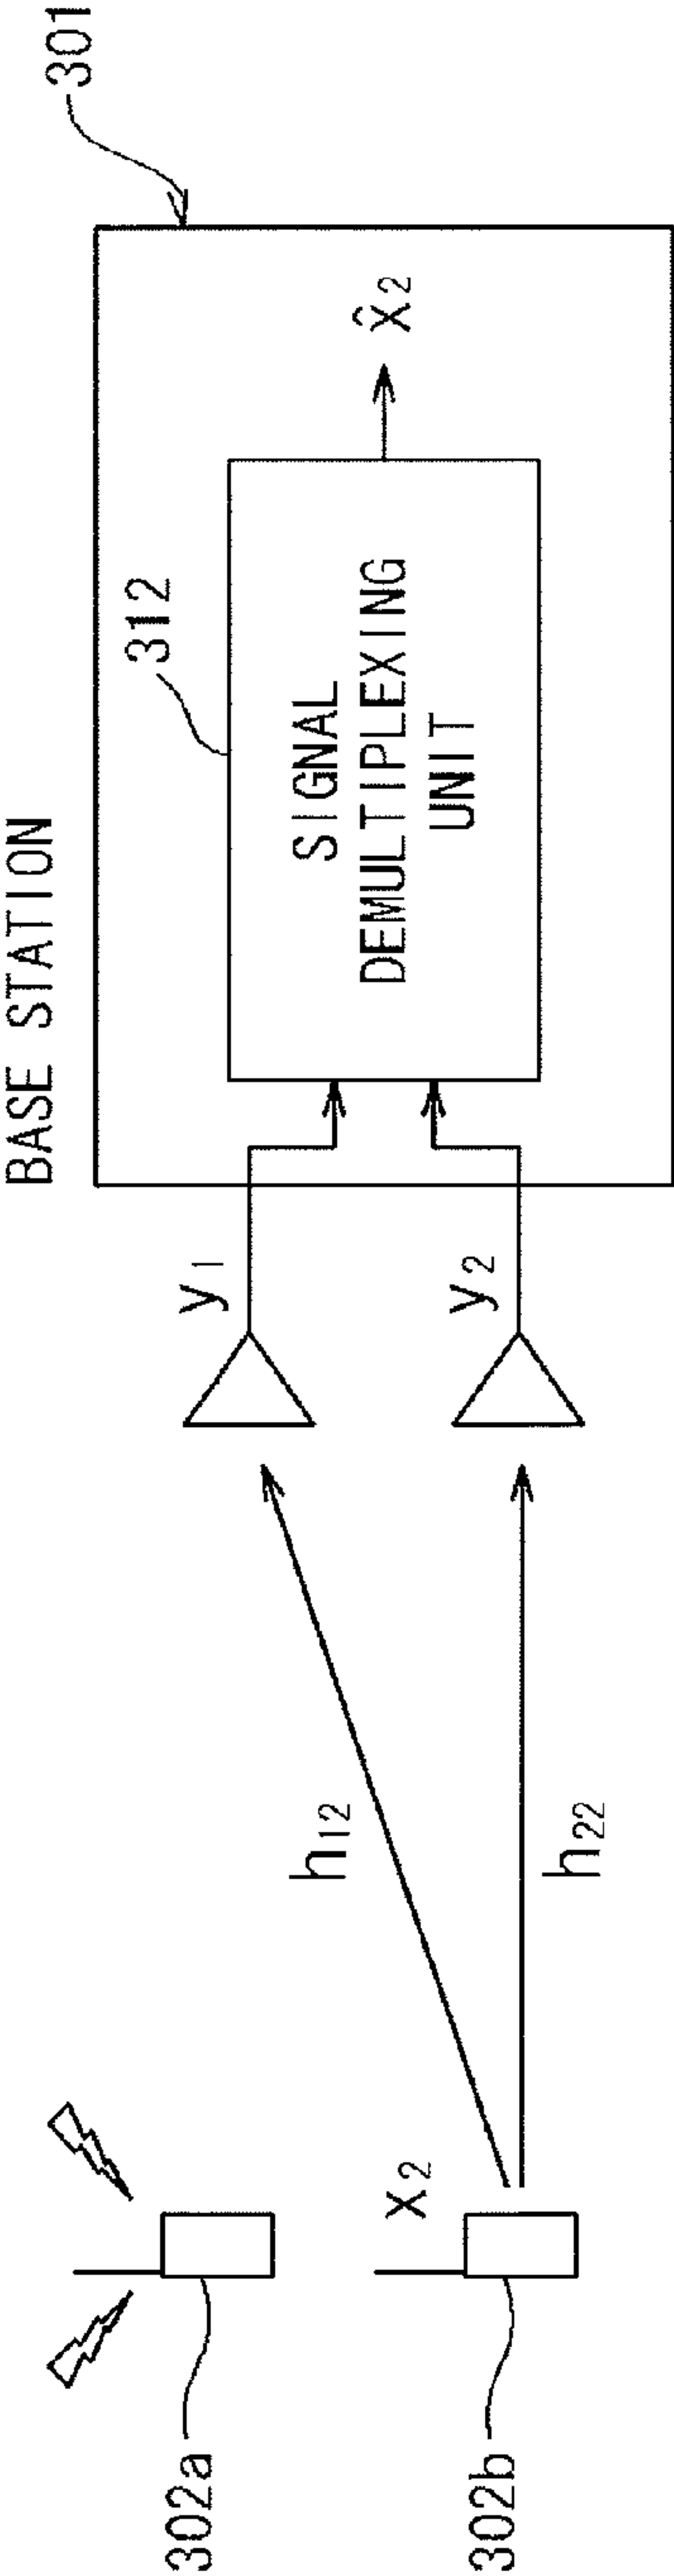 BASE STATION
301
312
SIGNAL
DEMULTIPLEXING
UNIT
x̂2
y1
y2
h12
h22
x2
302a
302b